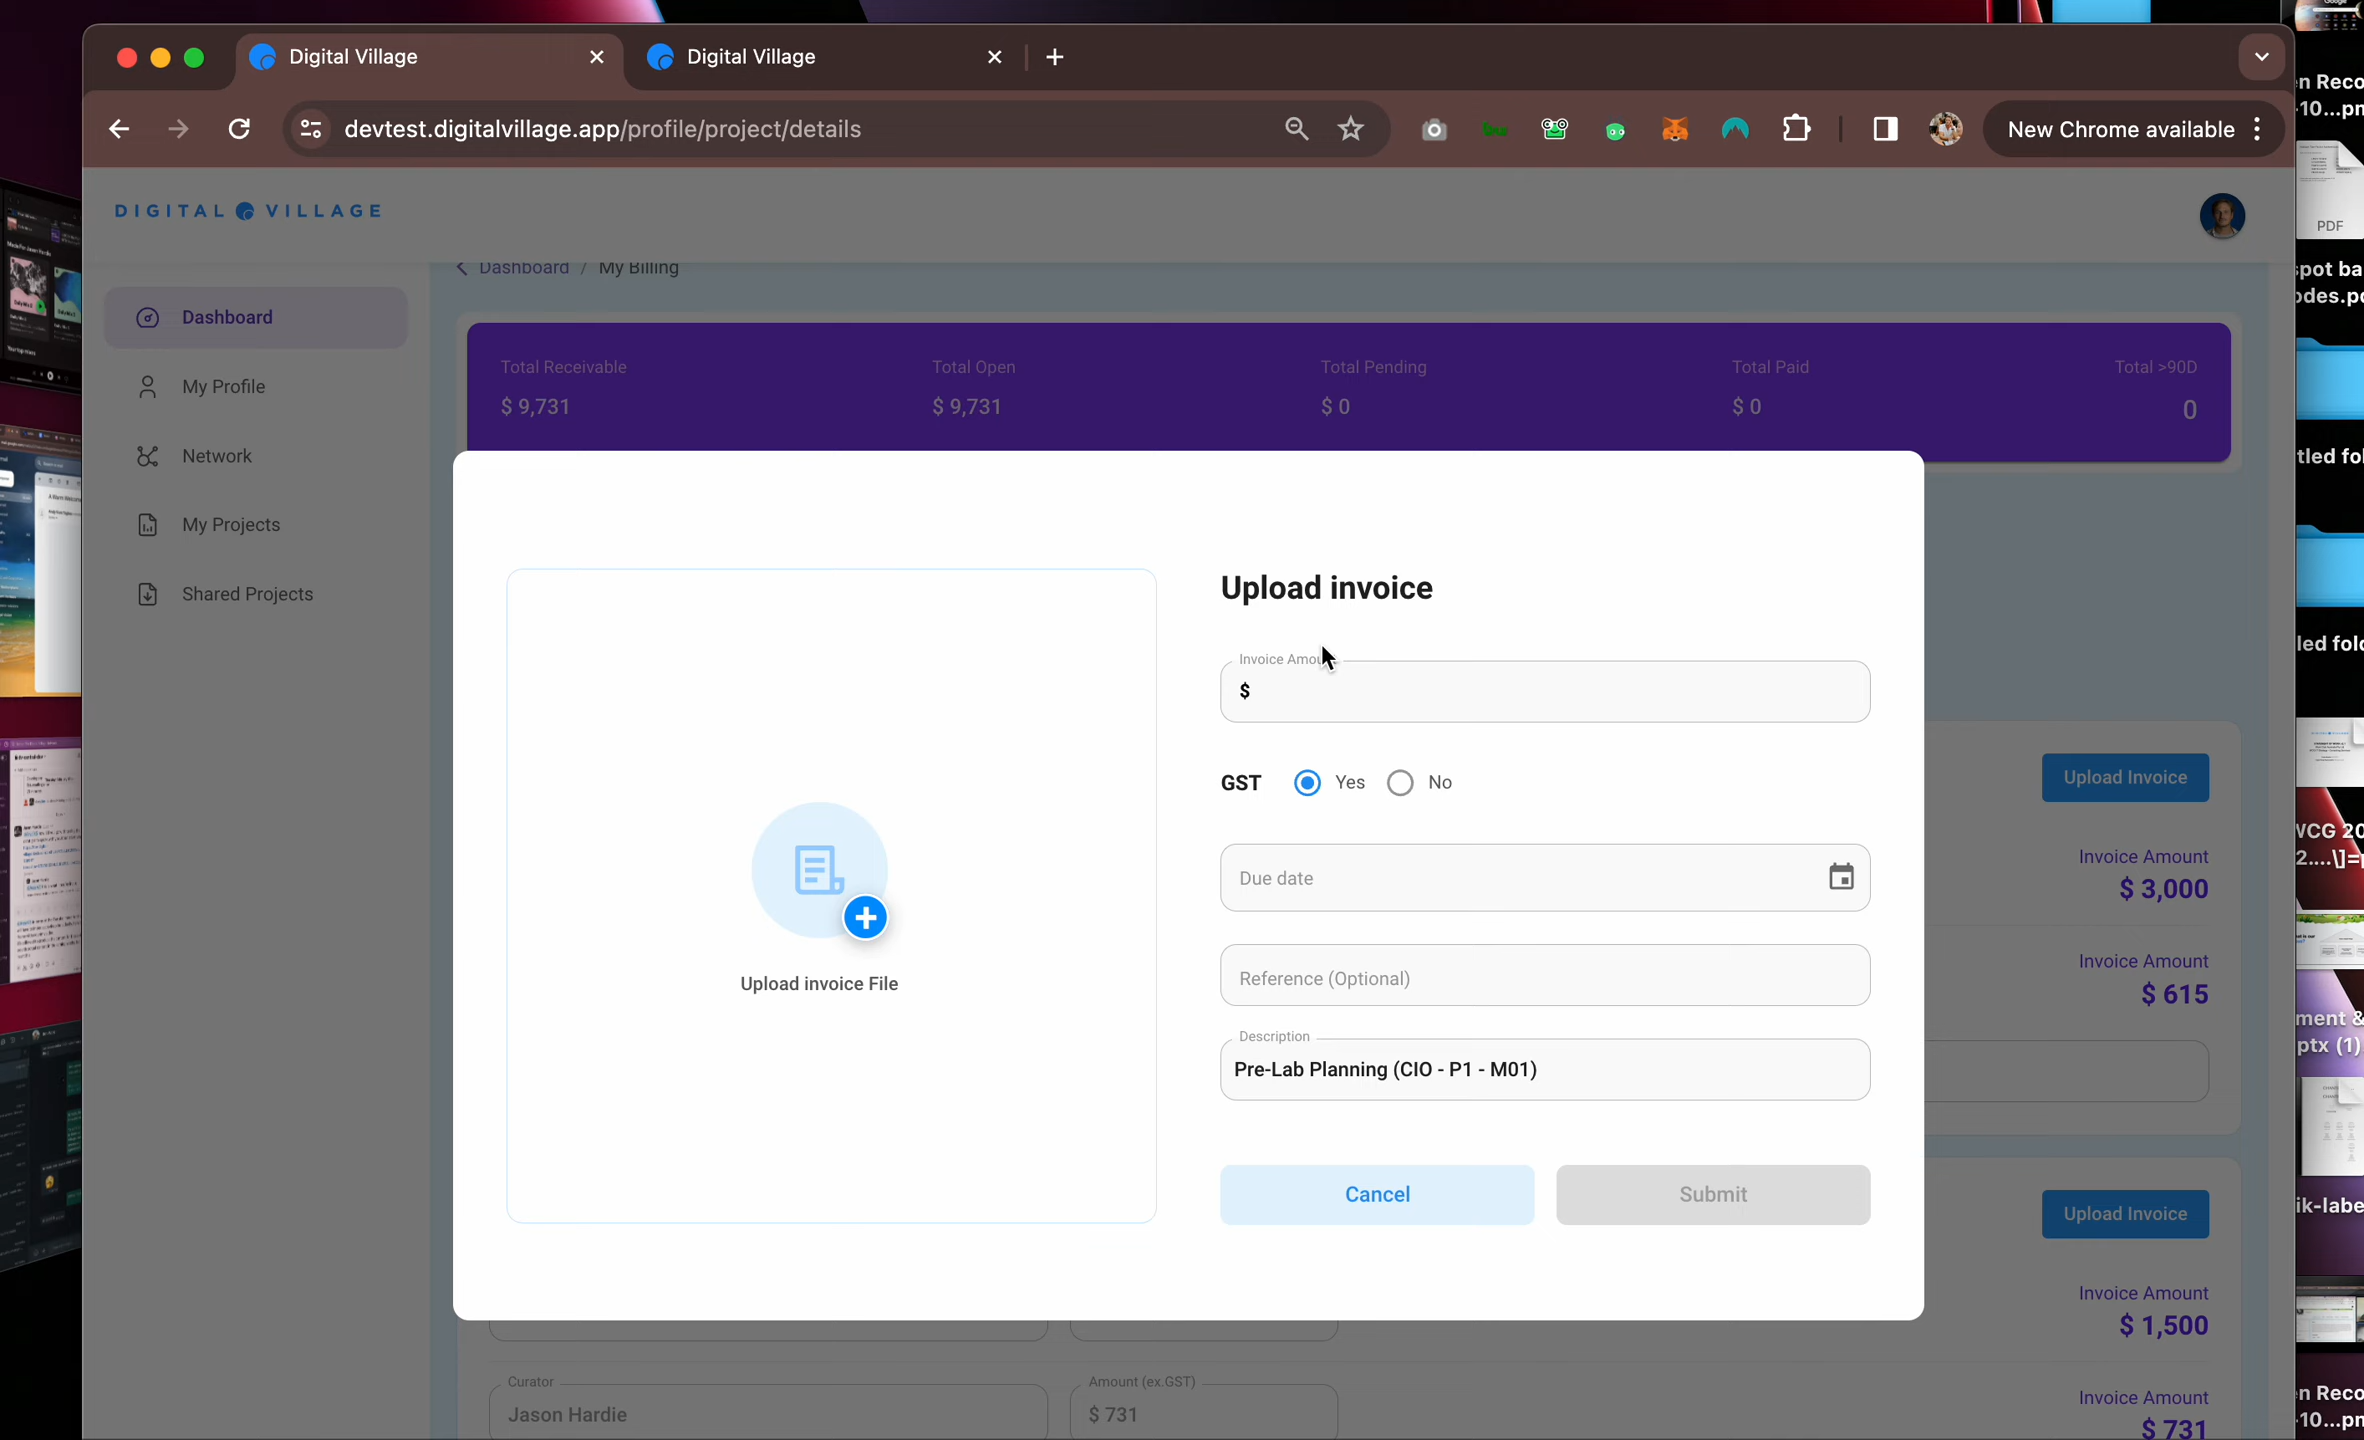 Digital Village
Digital Village
devtest.digitalvillage.app/profile/project/details
New Chrome available
DIGITAL VILLAGE
Dashboard / My Billing
Dashboard
My Profile
Network
My Projects
Shared Projects
Total Receivable
$ 9,731
Total Open
$ 9,731
Total Pending
$ 0
Total Paid
$ 0
Total >90D
0
Upload invoice File
Upload invoice
Invoice
$
GST Yes No
Due date
Reference (Optional)
Description
Pre-Lab Planning (CIO - P1 - M01)
Cancel
Submit
Upload Invoice
Invoice Amount
$ 3,000
Invoice Amount
$ 615
Upload Invoice
Invoice Amount
$ 1,500
Curator
Jason Hardie
Amount (ex.GST)
$ 731
Invoice Amount
$ 731
PDF